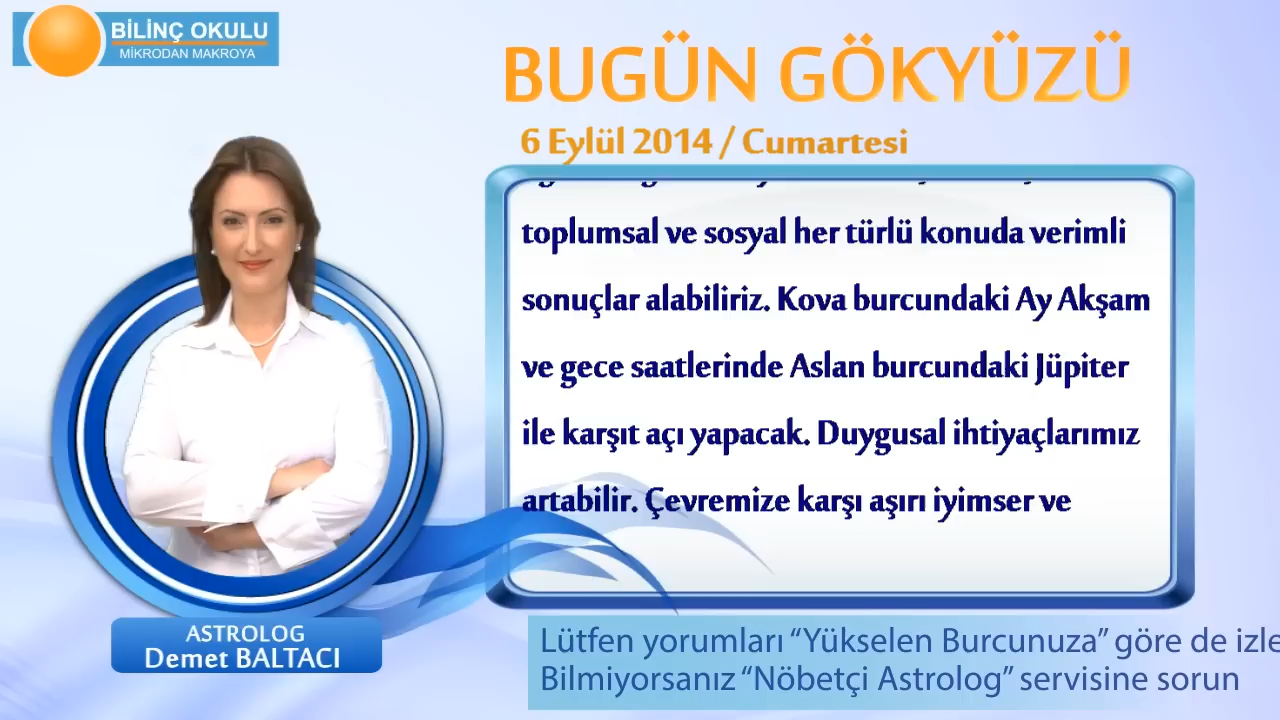 BİLİNÇ OKULU
MİKRODAN MAKROYA
BUGÜN GÖKYÜZÜ
6 Eylül 2014 / Cumartesi
toplumsal ve sosyal her türlü konuda verimli
sonuçlar alabiliriz. Kova burcundaki Ay Akşam
ve gece saatlerinde Aslan burcundaki Jüpiter
ile karşıt açı yapacak. Duygusal ihtiyaçlarımız
artabilir. Çevremize karşı aşırı iyimser ve
ASTROLOG
Demet BALTACI
Lütfen yorumları “Yükselen Burcunuza” göre de izle
Bilmiyorsanız “Nöbetçi Astrolog” servisine sorun